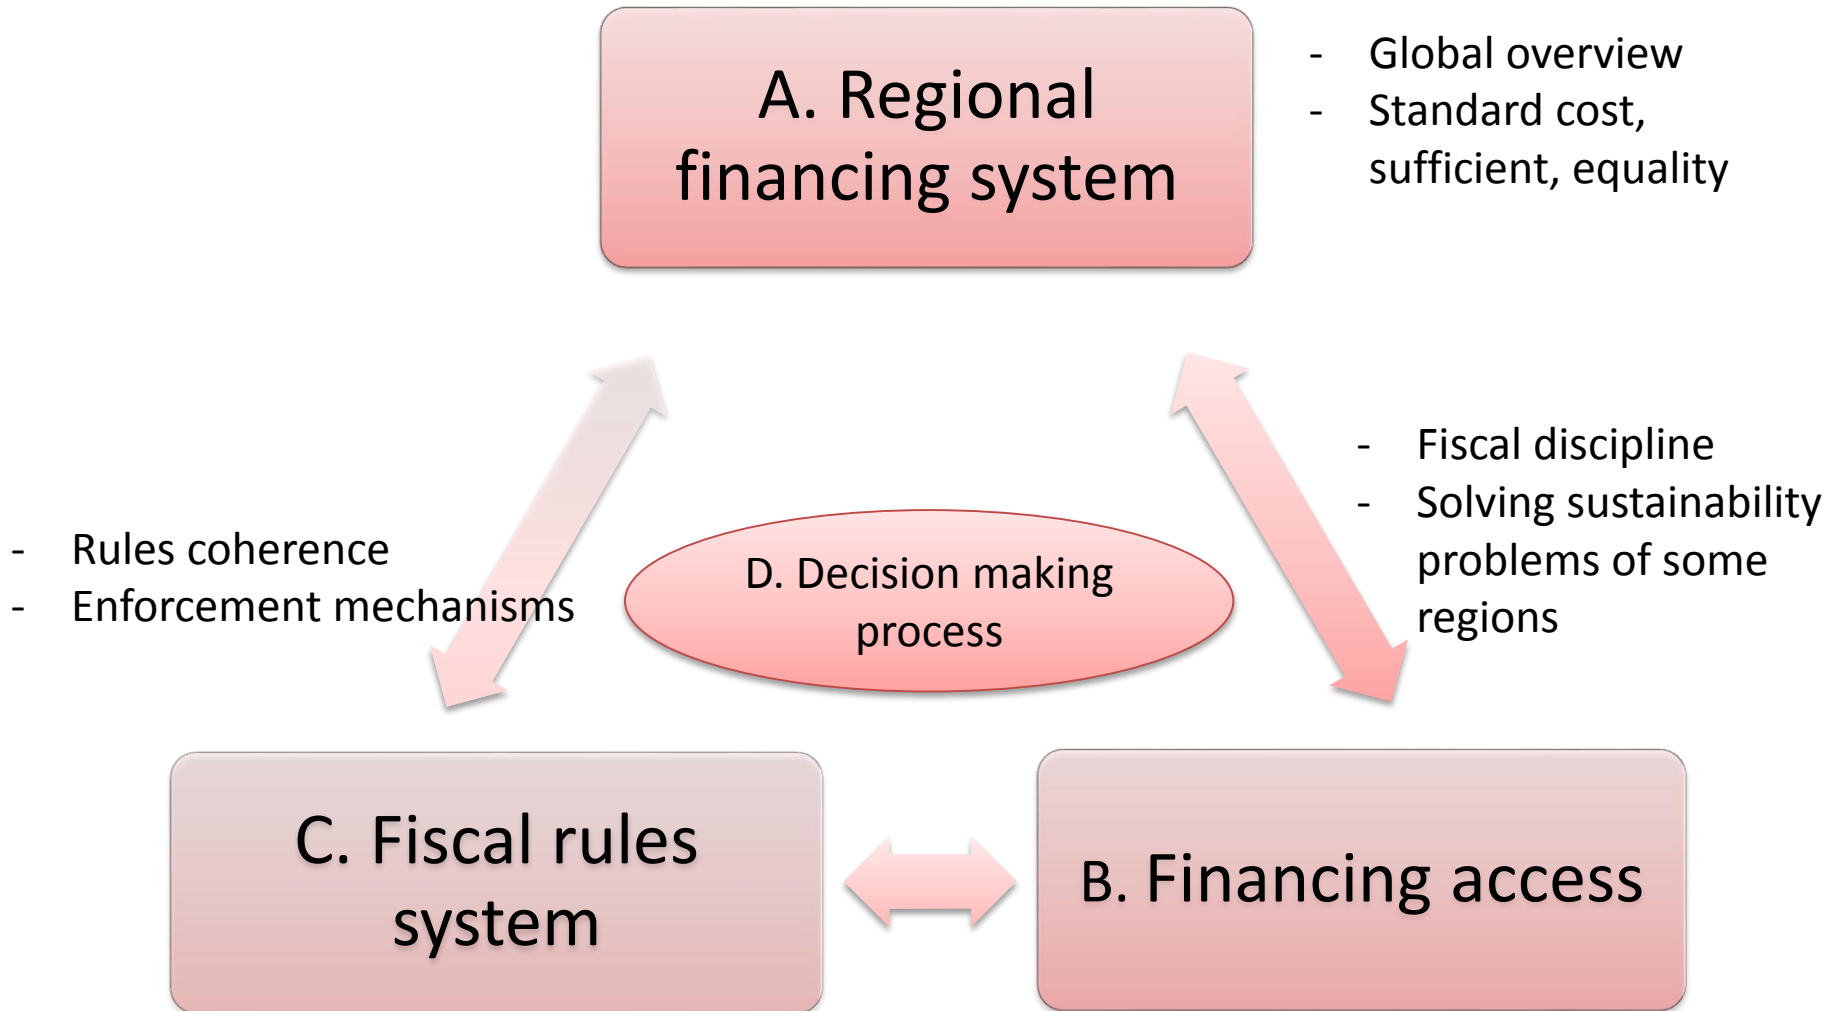 A. Regional
financing system
- Global overview
- Standard cost,
sufficient, equality
- Fiscal discipline
- Solving sustainability
problems of some
regions
- Rules coherence
- Enforcement mechanisms
D. Decision making
process
C. Fiscal rules
system
B. Financing access